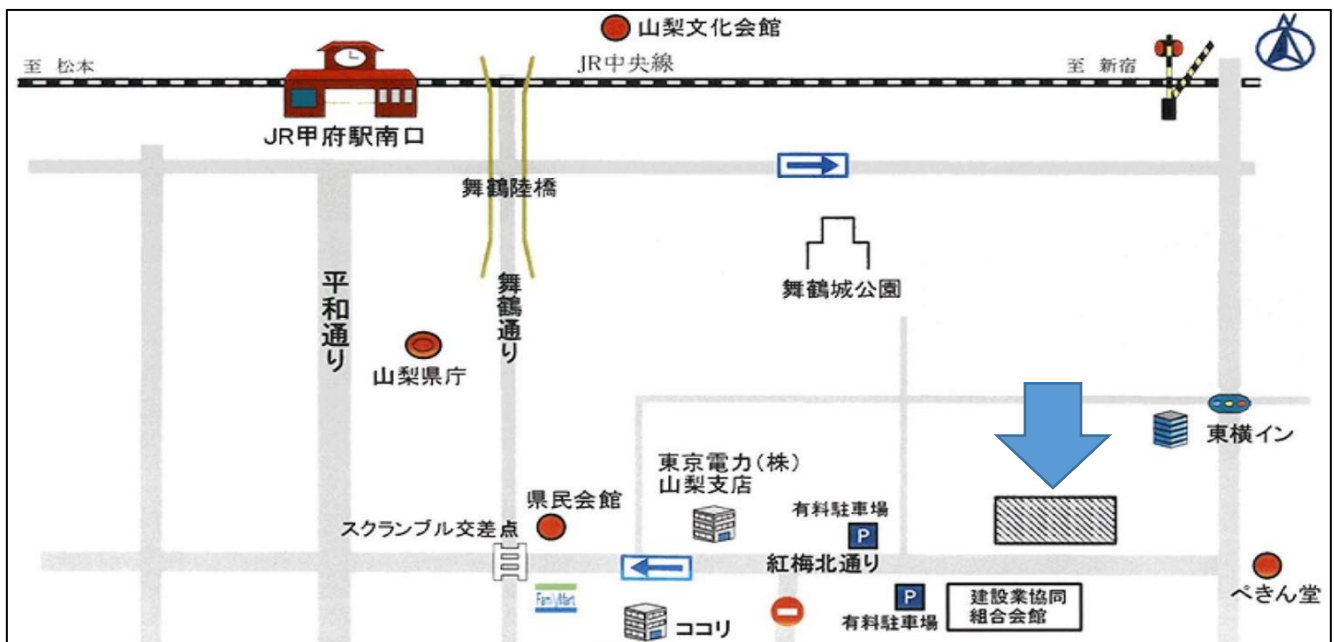 山梨文化会館
至 松本
JR中央線
至 新宿
JR甲府駅南口
舞鶴陸橋
平和通り
舞鶴通り
舞鶴城公園
山梨県庁
東横イン
東京電力(株)
山梨支店
県民会館
有料駐車場
スクランブル交差点
P
紅梅北通り
FamilyMart
ココリ
P
有料駐車場
建設業協同
組合会館
ぺきん堂